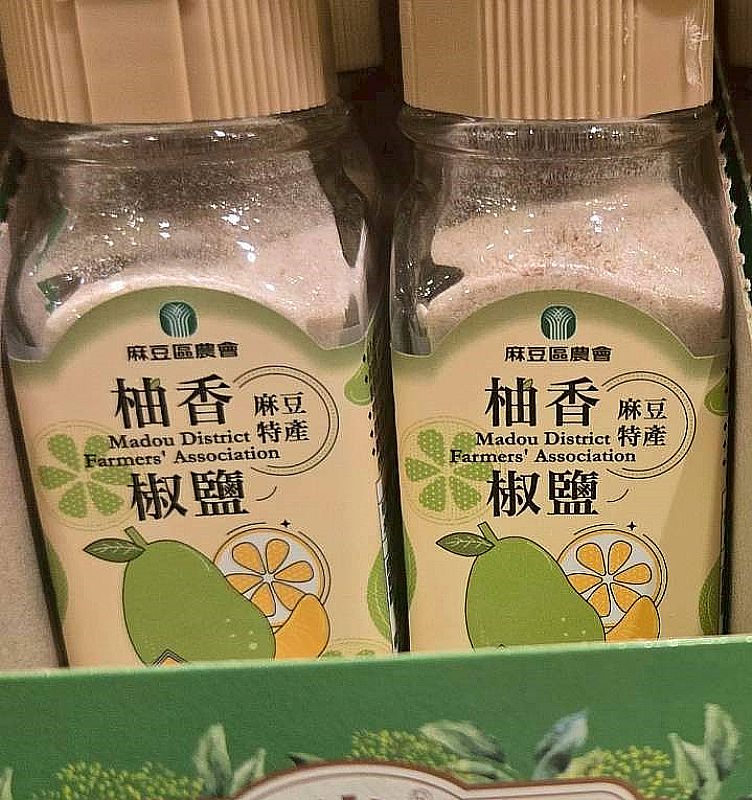 麻豆區農會
柚香
麻豆
特產
Madou District
Farmers' Association
椒鹽
麻豆區農會
柚香
麻豆
特產
Madou District
Farmers' Association
椒鹽